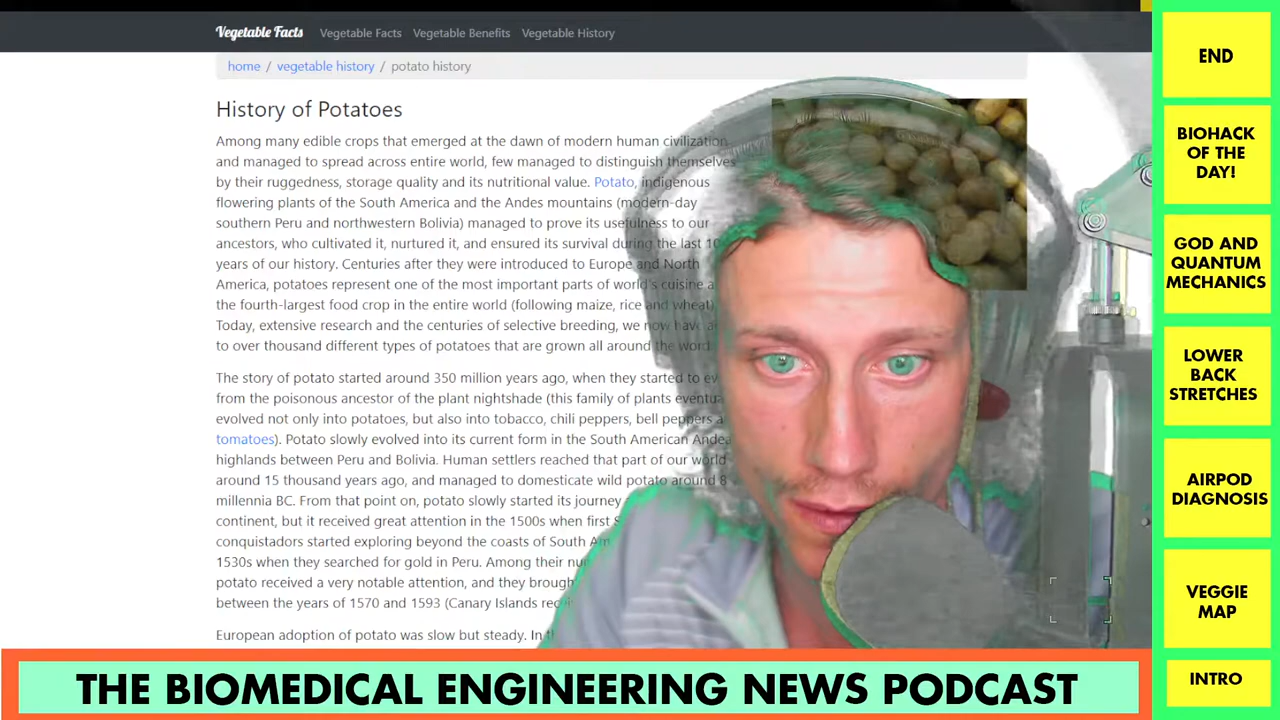 Vegetable Facts Vegetable Facts Vegetable Benefits Vegetable History
home / vegetable history / potato history
History of Potatoes
Among many edible crops that emerged at the dawn of modern human civilization
and managed to spread across entire world, few managed to distinguish themselves
by their ruggedness, storage quality and its nutritional value. Potato, indigenous
flowering plants of the South America and the Andes mountains (modern-day
southern Peru and northwestern Bolivia) managed to prove its usefulness to our
ancestors, who cultivated it, nurtured it, and ensured its survival during the last 10
years of our history. Centuries after they were introduced to Europe and North
America, potatoes represent one of the most important parts of world's cuisine a
the fourth-largest food crop in the entire world (following maize, rice and wheat)
Today, extensive research and the centuries of selective breeding, we now have a
to over thousand different types of potatoes that are grown all around the word.
The story of potato started around 350 million years ago, when they started to ev
from the poisonous ancestor of the plant nightshede (this family of plants eventu
evolved not only into potatoes, but also into tobacco, chili peppers, bell peppers a
tomatoes). Potato slowly evolved into its current form in the South American Andea
highlands between Peru and Bolivia. Human settlers reached that part of our world
around 15 thousand years ago, and managed to domesticate wild potato around 8
millennia BC. From that point on, potato slowly started its journey
continent, but it received great attention in the 1500s when first S
conquistadors started exploring beyond the coasts of South Am
1530s when they searched for gold in Peru. Among their nu
potato received a very notable attention, and they brough
between the years of 1570 and 1593 (Canary Islands rec
European adoption of potato was slow but steady. In th
THE BIOMEDICAL ENGINEERING NEWS PODCAST
END
BIOHACK
OF THE
DAY!
GOD AND
QUANTUM
MECHANICS
LOWER
BACK
STRETCHES
AIRPOD
DIAGNOSIS
VEGGIE
MAP
INTRO